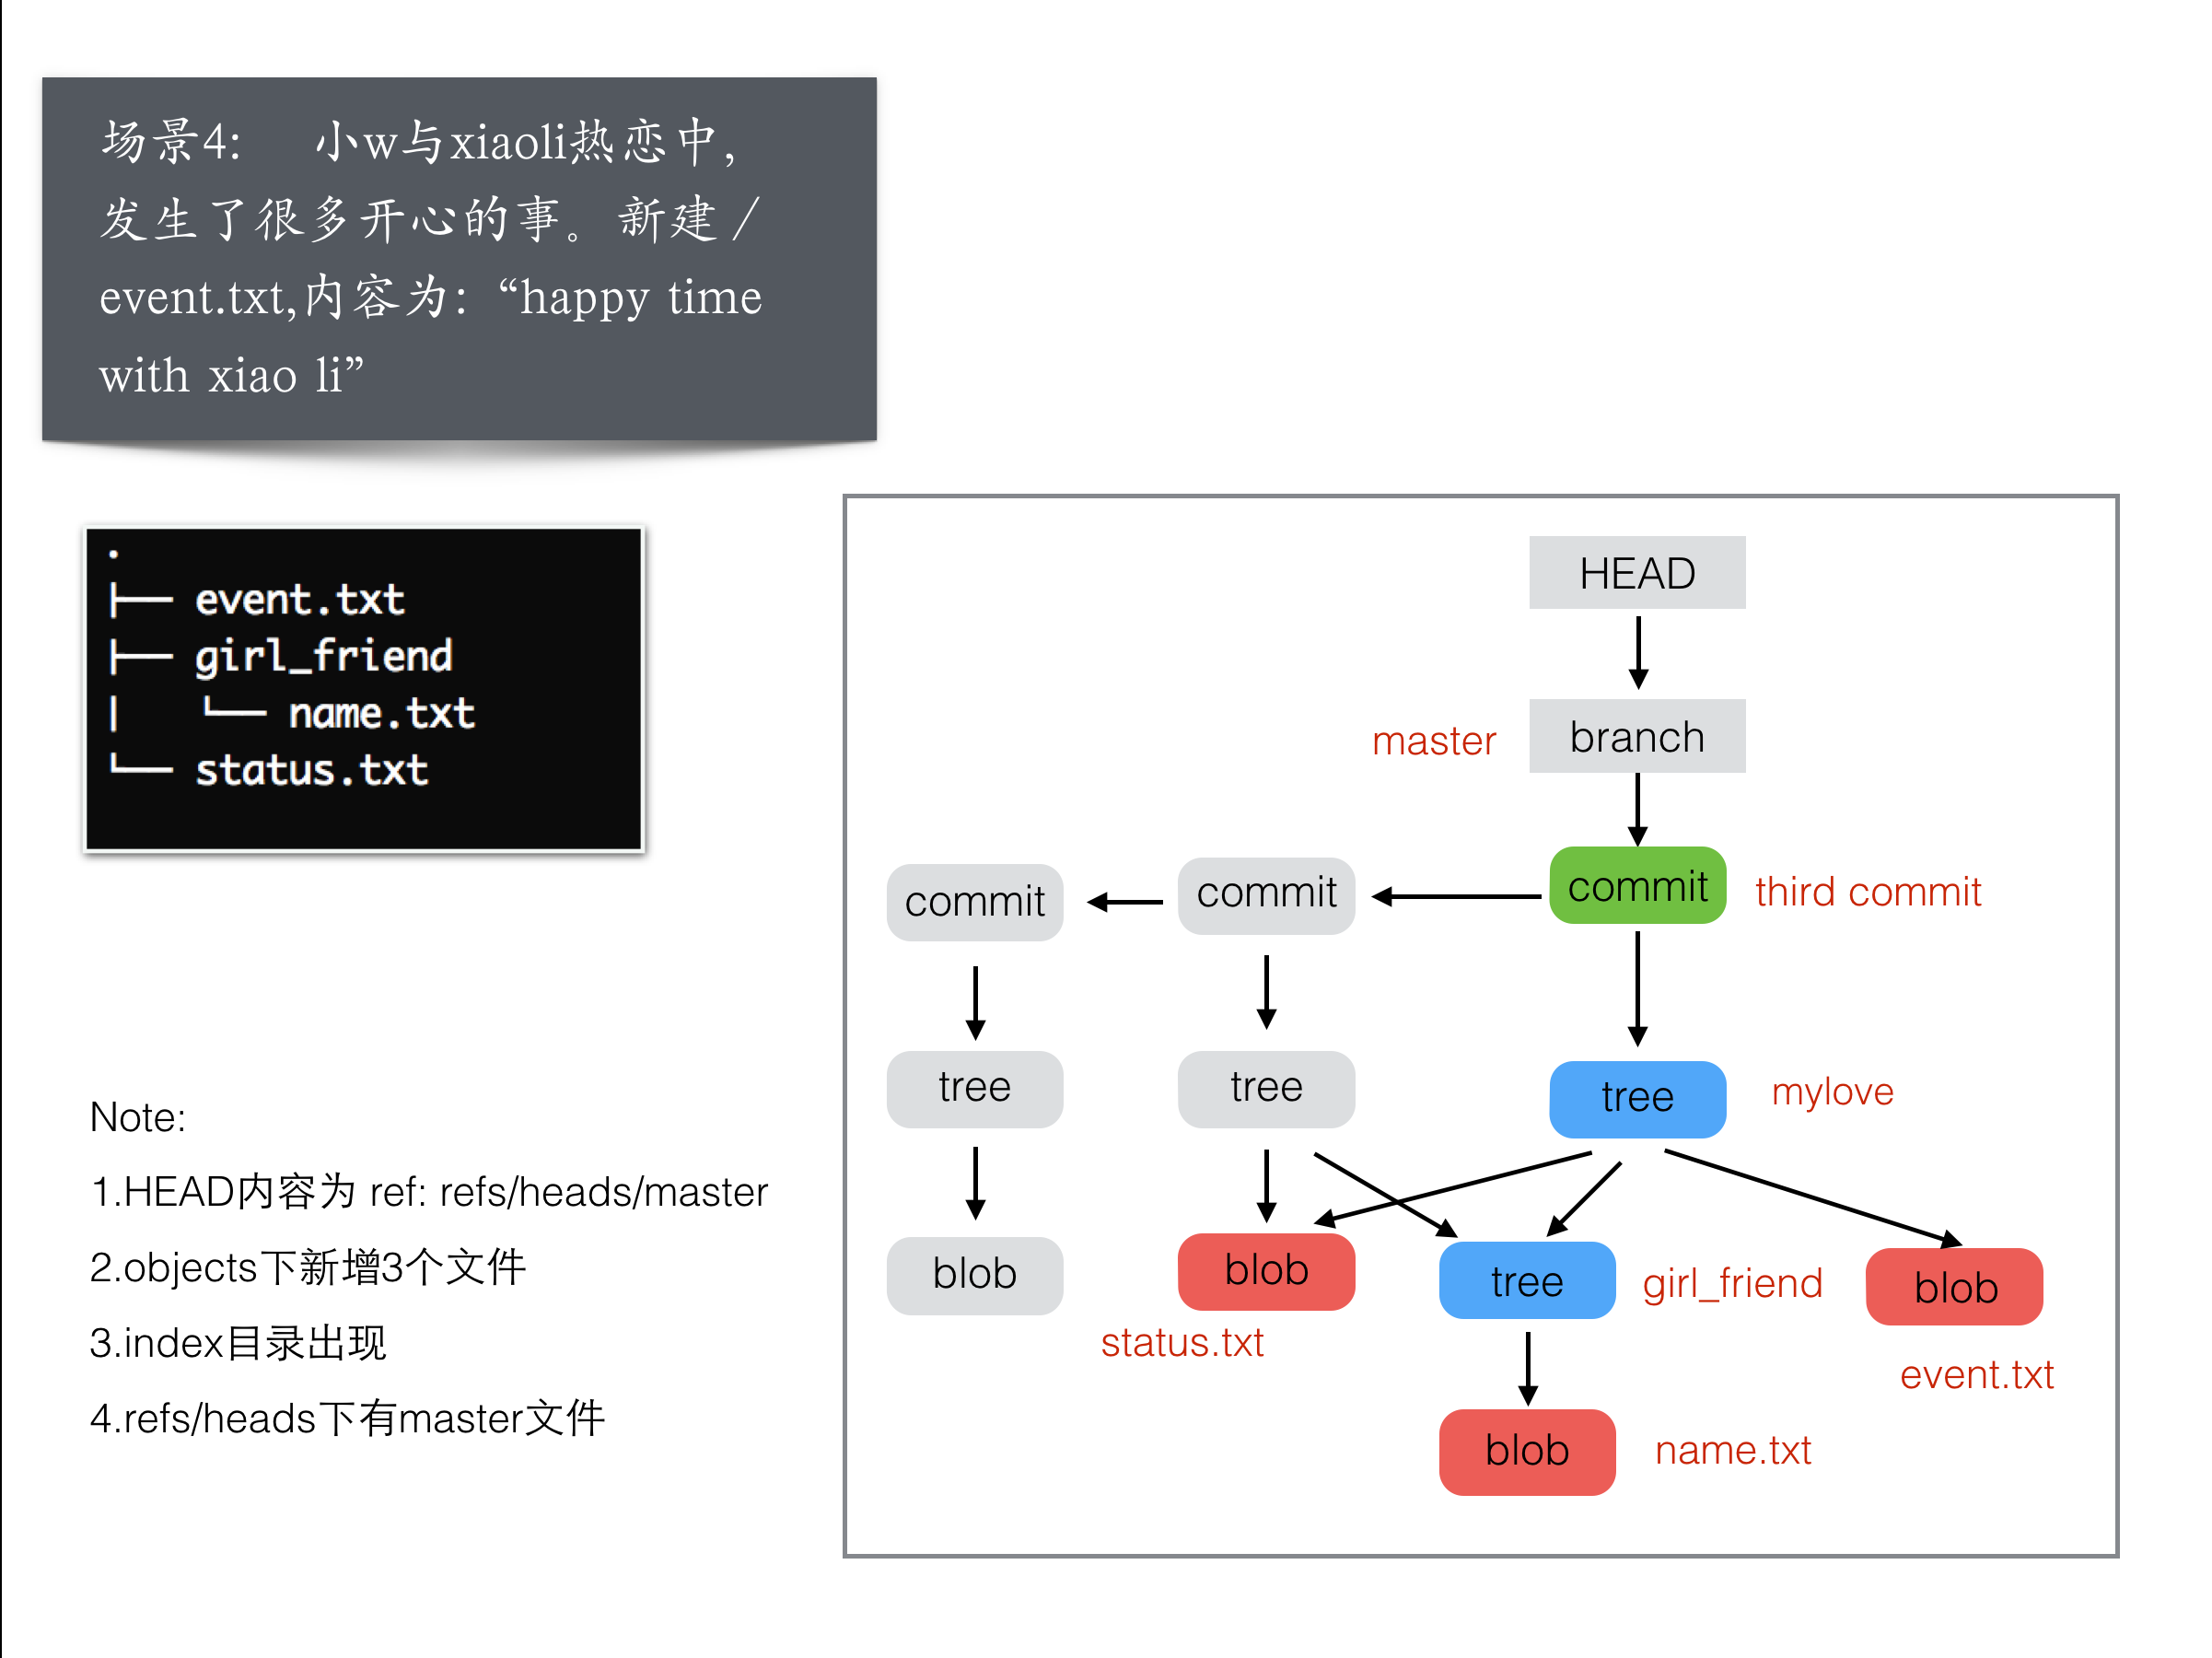 场景4:　小w与xiaoli热恋中,
发生了很多开心的事。新建／
event.txt,内容为:“happy time
with xiao li”
.
├── event.txt
├── girl_friend
│   └── name.txt
└── status.txt
Note:
1.HEAD内容为 ref: refs/heads/master
2.objects下新增3个文件
3.index目录出现
4.refs/heads下有master文件
HEAD
master
branch
commit
commit
commit
third commit
tree
tree
tree
mylove
blob
blob
tree
girl_friend
blob
status.txt
event.txt
blob
name.txt